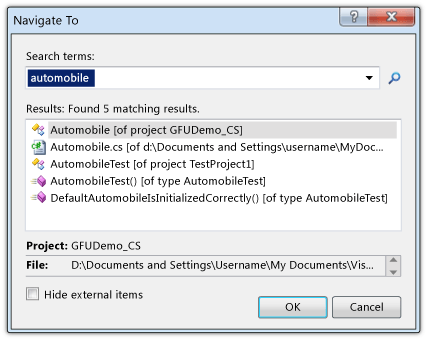 Navigate To
?
Search terms:
automobile
Results: Found 5 matching results.
Automobile [of project GFUDemo_CS]
Automobile.cs [of d:\Documents and Settings\username\MyDoc...
AutomobileTest [of project TestProject1]
AutomobileTest() [of type AutomobileTest]
DefaultAutomobileIsInitializedCorrectly() [of type AutomobileTest]
Project: GFUDemo_CS
File: D:\Documents and Settings\Username\My Documents\Vis...
Hide external items
OK Cancel